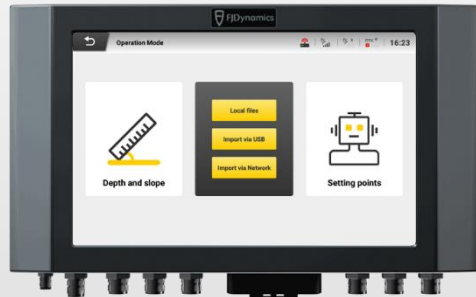 FJDynamics
Operation Mode
16:23
Local files
Import via USB
Import via Network
Depth and slope
Setting points